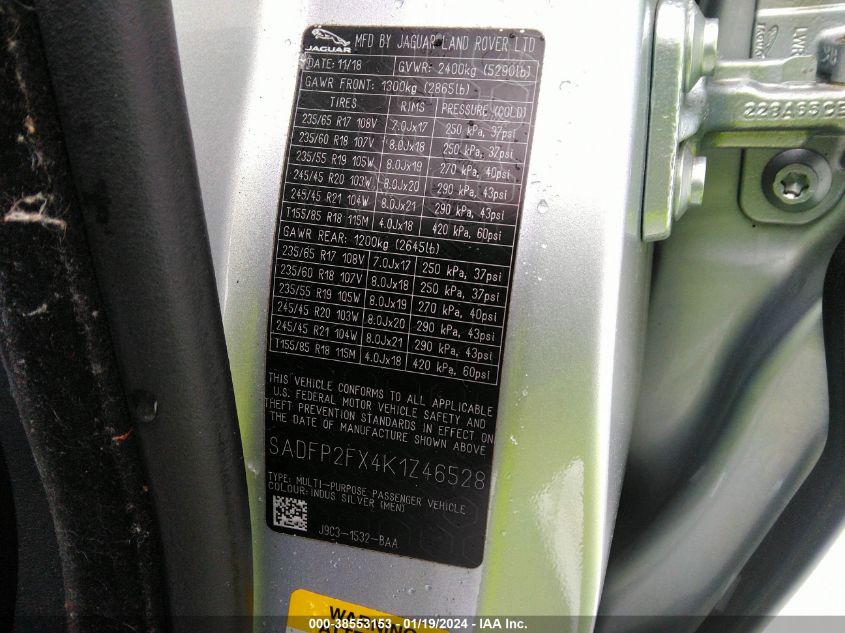 JAGUAR
MFD BY JAGUAR LAND ROVER LTD
DATE: 11/18 GVWR: 2400kg (5290lb)
GAWR FRONT: 1300kg (2865lb)
TIRES RIMS PRESSURE (COLD)
235/65 R17 108V 7.0Jx17 250 kPa, 37psi
235/60 R18 107V 8.0Jx18 250 kPa, 37psi
235/55 R19 105W 8.0Jx19 270 kPa, 40psi
245/45 R20 103W 8.0Jx20 290 kPa, 43psi
245/45 R21 104W 8.0Jx21 290 kPa, 43psi
T155/85 R18 115M 4.0Jx18 420 kPa, 60psi
GAWR REAR: 1200kg (2645lb)
235/65 R17 108V 7.0Jx17 250 kPa, 37psi
235/60 R18 107V 8.0Jx18 250 kPa, 37psi
235/55 R19 105W 8.0Jx19 270 kPa, 40psi
245/45 R20 103W 8.0Jx20 290 kPa, 43psi
245/45 R21 104W 8.0Jx21 290 kPa, 43psi
T155/85 R18 115M 4.0Jx18 420 kPa, 60psi
THIS VEHICLE CONFORMS TO ALL APPLICABLE
U.S. FEDERAL MOTOR VEHICLE SAFETY AND
THEFT PREVENTION STANDARDS IN EFFECT ON
THE DATE OF MANUFACTURE SHOWN ABOVE
SADFP2FX4K1Z46528
TYPE: MULTI-PURPOSE PASSENGER VEHICLE
COLOUR: INDUS SILVER (MEN)
J9C3-1532-BAA
WARNING
000-38553153 - 01/19/2024 - IAA Inc.